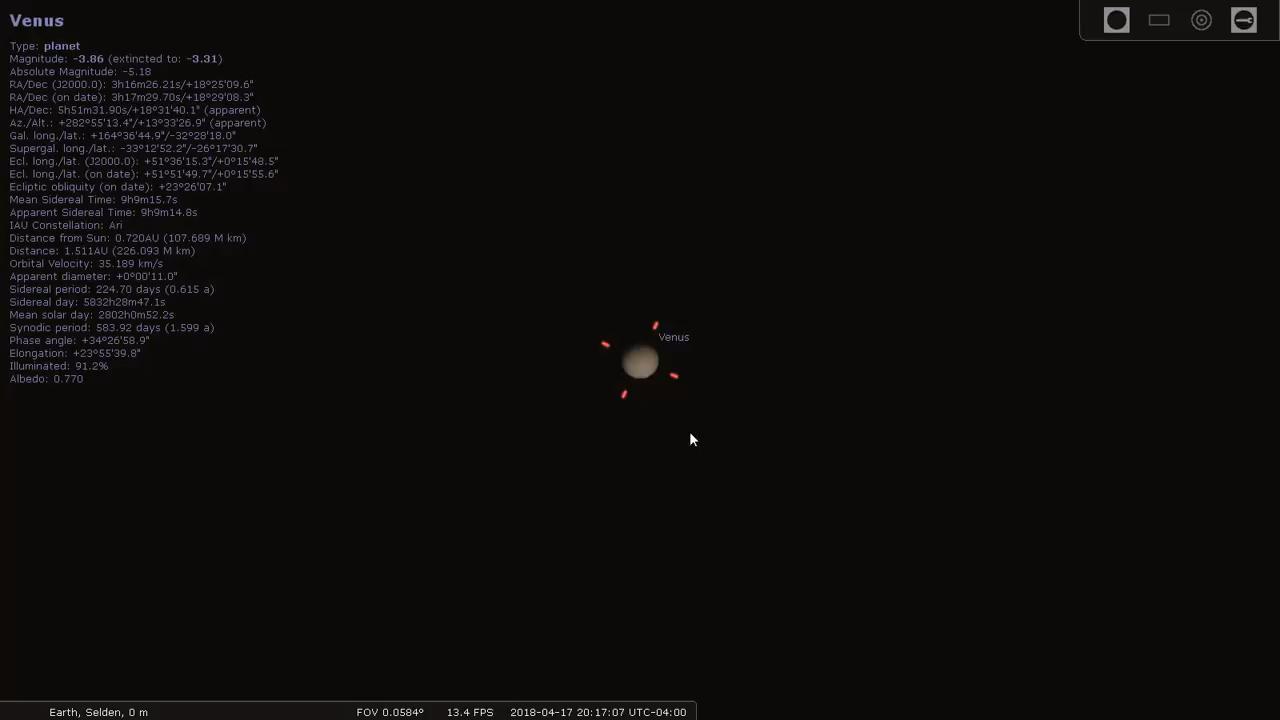 Venus
Type: planet
Magnitude: -3.86 (extincted to: -3.31)
Absolute Magnitude: -5.18
RA/Dec (J2000.0): 3h16m26.21s/+18°25'09.6"
RA/Dec (on date): 3h17m29.70s/+18°29'08.3"
HA/Dec: 5h51m31.90s/+18°31'40.1" (apparent)
Az./Alt.: +282°55'13.4"/+13°33'26.9" (apparent)
Gal. long./lat.: +164°36'44.9"/-32°28'18.0"
Supergal. long./lat.: -33°12'52.2"/-26°17'30.7"
Ecl. long./lat. (J2000.0): +51°36'15.3"/+0°15'48.5"
Ecl. long./lat. (on date): +51°51'49.7"/+0°15'55.6"
Ecliptic obliquity (on date): +23°26'07.1"
Mean Sidereal Time: 9h9m15.7s
Apparent Sidereal Time: 9h9m14.8s
IAU Constellation: Ari
Distance from Sun: 0.720AU (107.689 M km)
Distance: 1.511AU (226.093 M km)
Orbital Velocity: 35.189 km/s
Apparent diameter: +0°00'11.0"
Sidereal period: 224.70 days (0.615 a)
Sidereal day: 5832h28m47.1s
Mean solar day: 2802h0m52.2s
Synodic period: 583.92 days (1.599 a)
Phase angle: +34°26'58.9"
Elongation: +23°55'39.8"
Illuminated: 91.2%
Albedo: 0.770
Venus
Earth, Selden, 0 m FOV 0.0584° 13.4 FPS 2018-04-17 20:17:07 UTC-04:00